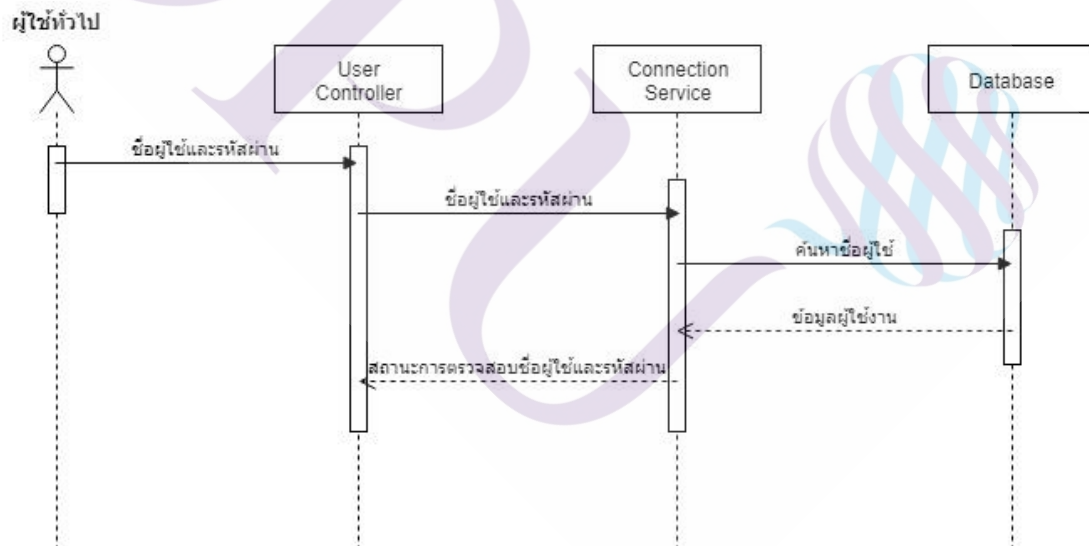 ผู้ใช้ทั่วไป
User
Controller
Connection
Service
Database
ชื่อผู้ใช้และรหัสผ่าน
ชื่อผู้ใช้และรหัสผ่าน
ค้นหาชื่อผู้ใช้
ข้อมูลผู้ใช้งาน
สถานะการตรวจสอบชื่อผู้ใช้และรหัสผ่าน